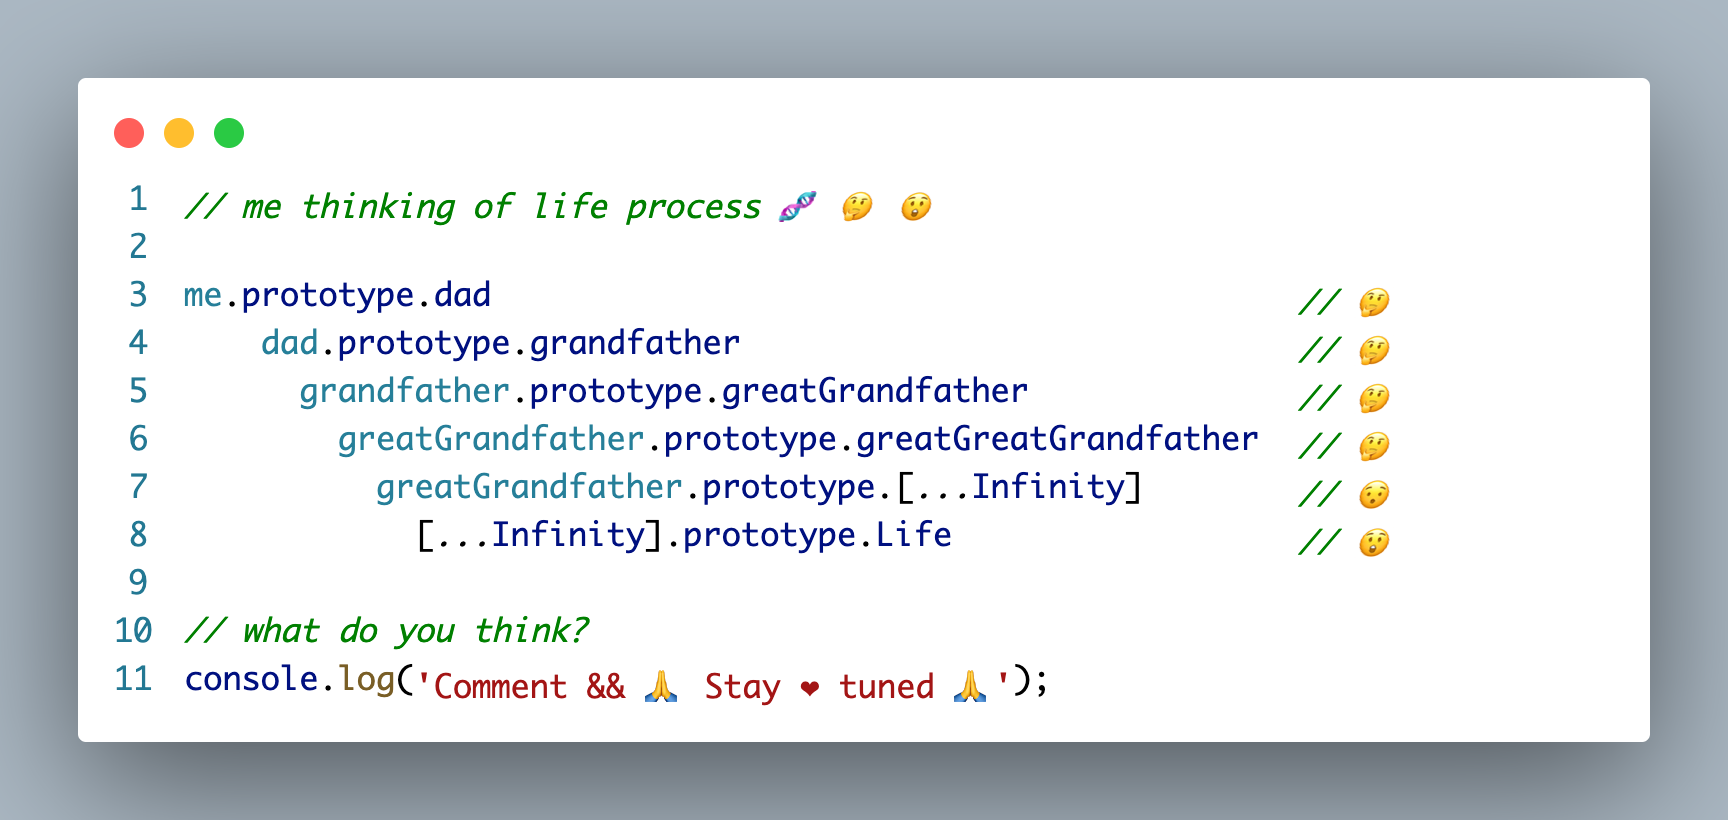 1 // me thinking of life process 🧬 🤔 😯
2
3 me.prototype.dad // 🤔
4 dad.prototype.grandfather // 🤔
5 grandfather.prototype.greatGrandfather // 🤔
6 greatGrandfather.prototype.greatGreatGrandfather // 🤔
7 greatGrandfather.prototype.[...Infinity] // 😯
8 [...Infinity].prototype.Life // 😲
9
10 // what do you think?
11 console.log('Comment && 🙏 Stay ❤ tuned 🙏');